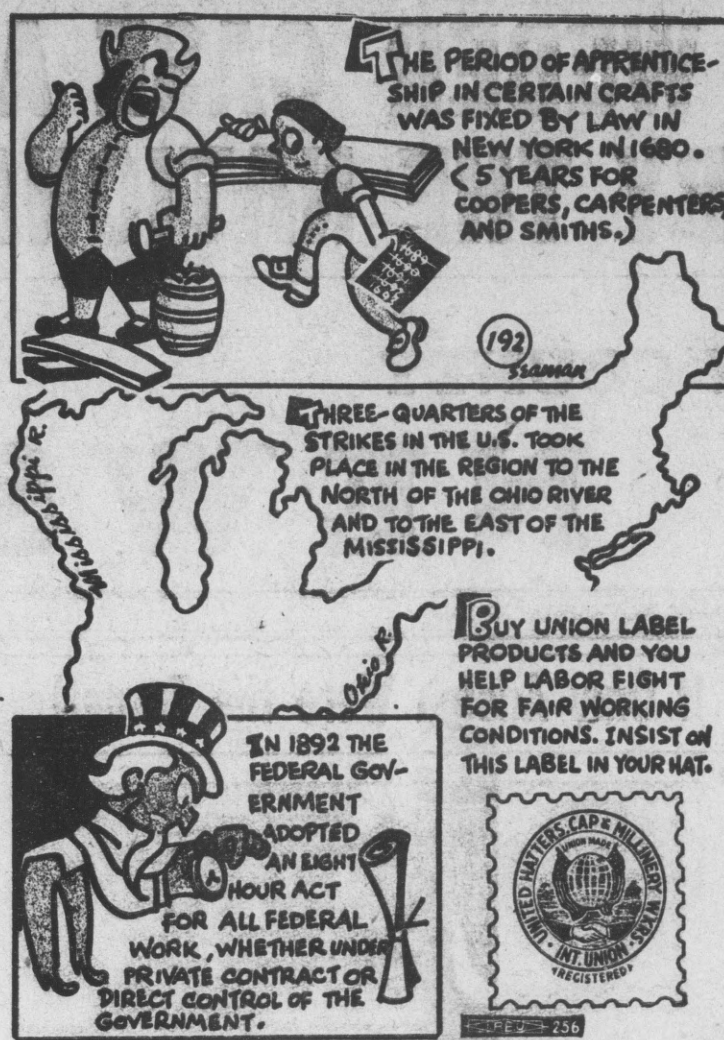 THE PERIOD OF APPRENTICE-
SHIP IN CERTAIN CRAFTS
WAS FIXED BY LAW IN
NEW YORK IN 1680.
(5 YEARS FOR
COOPERS, CARPENTERS
AND SMITHS.)
1689
1690
192
SEAMAN
THREE-QUARTERS OF THE
STRIKES IN THE U.S. TOOK
PLACE IN THE REGION TO THE
NORTH OF THE OHIO RIVER
AND TO THE EAST OF THE
MISSISSIPPI.
Mississippi R.
Ohio R.
BUY UNION LABEL
PRODUCTS AND YOU
HELP LABOR FIGHT
FOR FAIR WORKING
CONDITIONS. INSIST ON
THIS LABEL IN YOUR HAT.
IN 1892 THE
FEDERAL GOV-
ERNMENT
ADOPTED
AN EIGHT
HOUR ACT
FOR ALL FEDERAL
WORK, WHETHER UNDER
PRIVATE CONTRACT OR
DIRECT CONTROL OF THE
GOVERNMENT.
UNITED HATTERS, CAP & MILLINERY WKRS.
INT. UNION
UNION MADE
REGISTERED
256